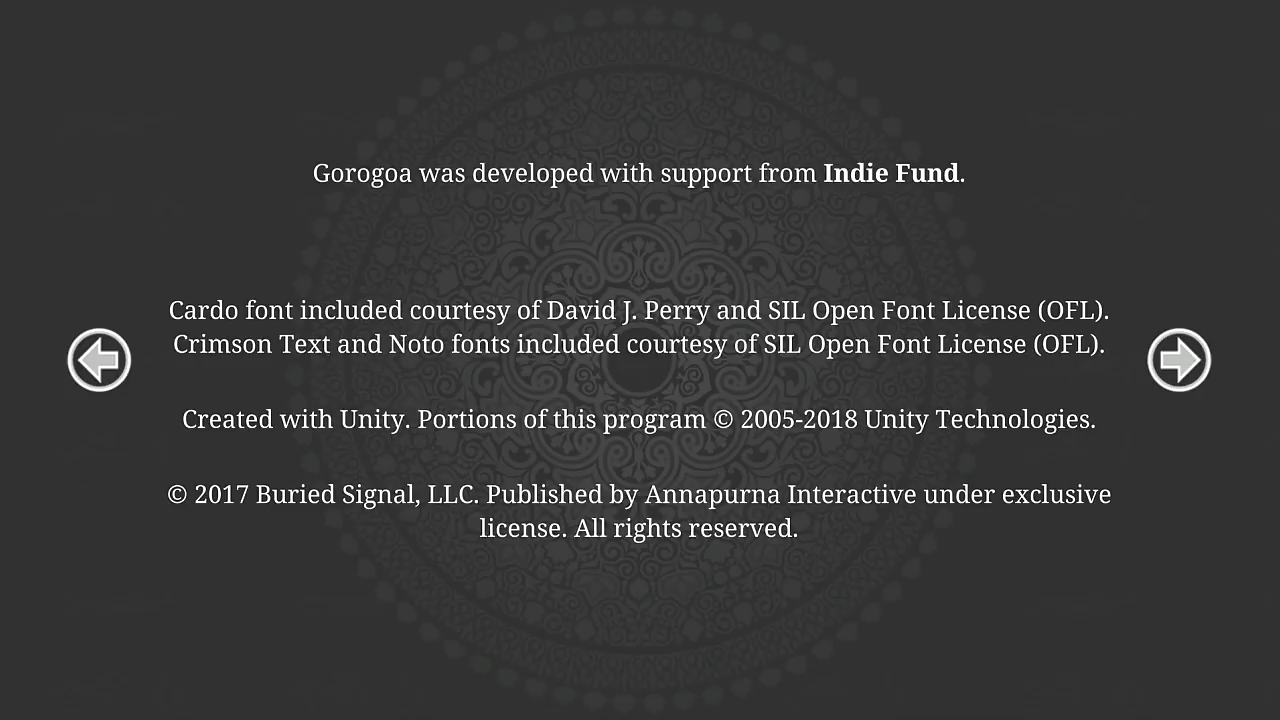 Gorogoa was developed with support from Indie Fund.
Cardo font included courtesy of David J. Perry and SIL Open Font License (OFL).
Crimson Text and Noto fonts included courtesy of SIL Open Font License (OFL).
Created with Unity. Portions of this program © 2005-2018 Unity Technologies.
© 2017 Buried Signal, LLC. Published by Annapurna Interactive under exclusive
license. All rights reserved.